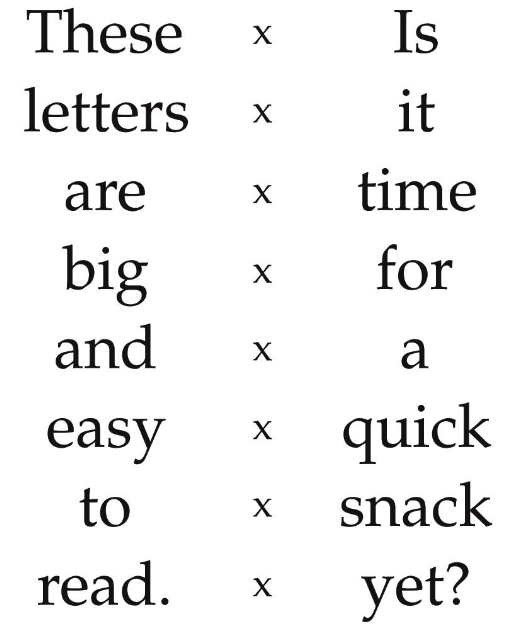 These x Is
letters x it
are x time
big x for
and x a
easy x quick
to x snack
read. x yet?